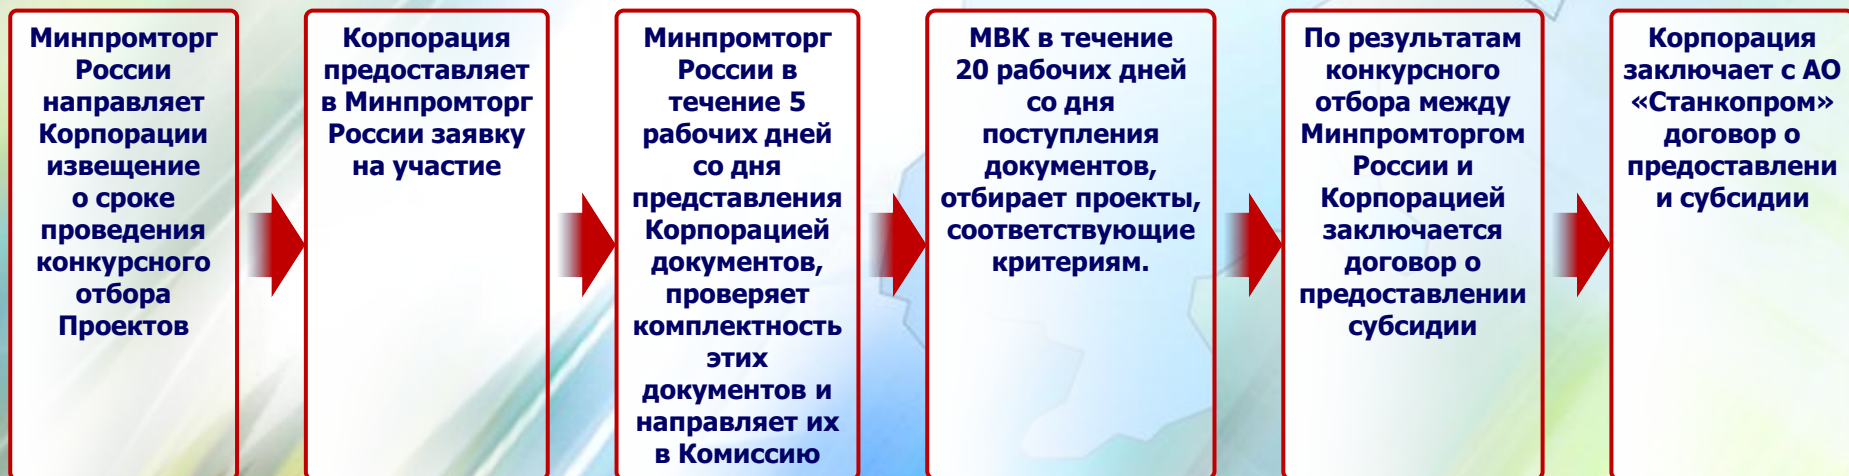 Минпромторг
России
направляет
Корпорации
извещение
о сроке
проведения
конкурсного
отбора
Проектов
Корпорация
предоставляет
в Минпромторг
России заявку
на участие
Минпромторг
России в
течение 5
рабочих дней
со дня
представления
Корпорацией
документов,
проверяет
комплектность
этих
документов и
направляет их
в Комиссию
МВК в течение
20 рабочих дней
со дня
поступления
документов,
отбирает проекты,
соответствующие
критериям.
По результатам
конкурсного
отбора между
Минпромторгом
России и
Корпорацией
заключается
договор о
предоставлении
субсидии
Корпорация
заключает с АО
«Станкопром»
договор о
предоставлени
и субсидии